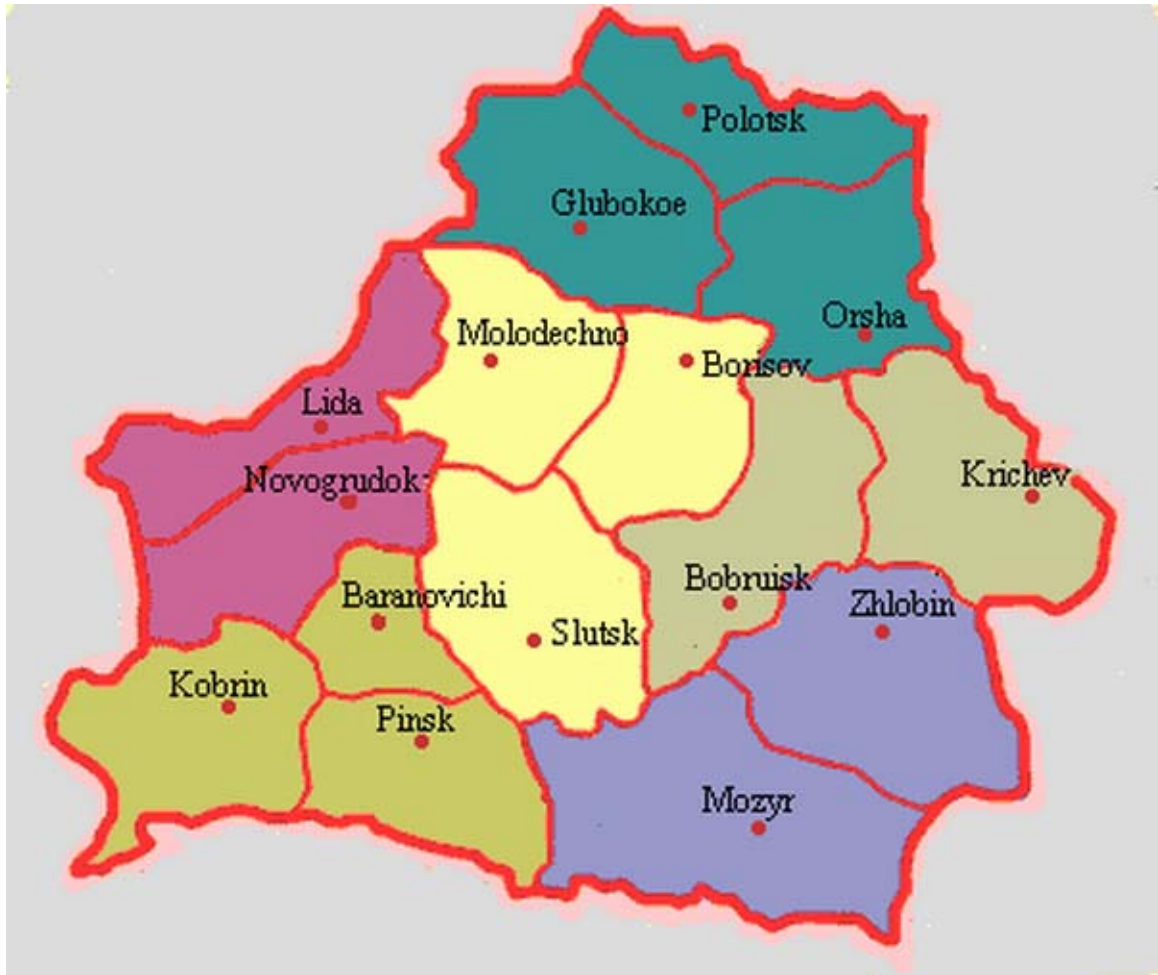 Polotsk
Glubokoe
Orsha
Molodechno
Borisov
Lida
Novogrudok
Krichev
Bobruisk
Baranovichi
Zhlobin
Slutsk
Kobrin
Pinsk
Mozyr